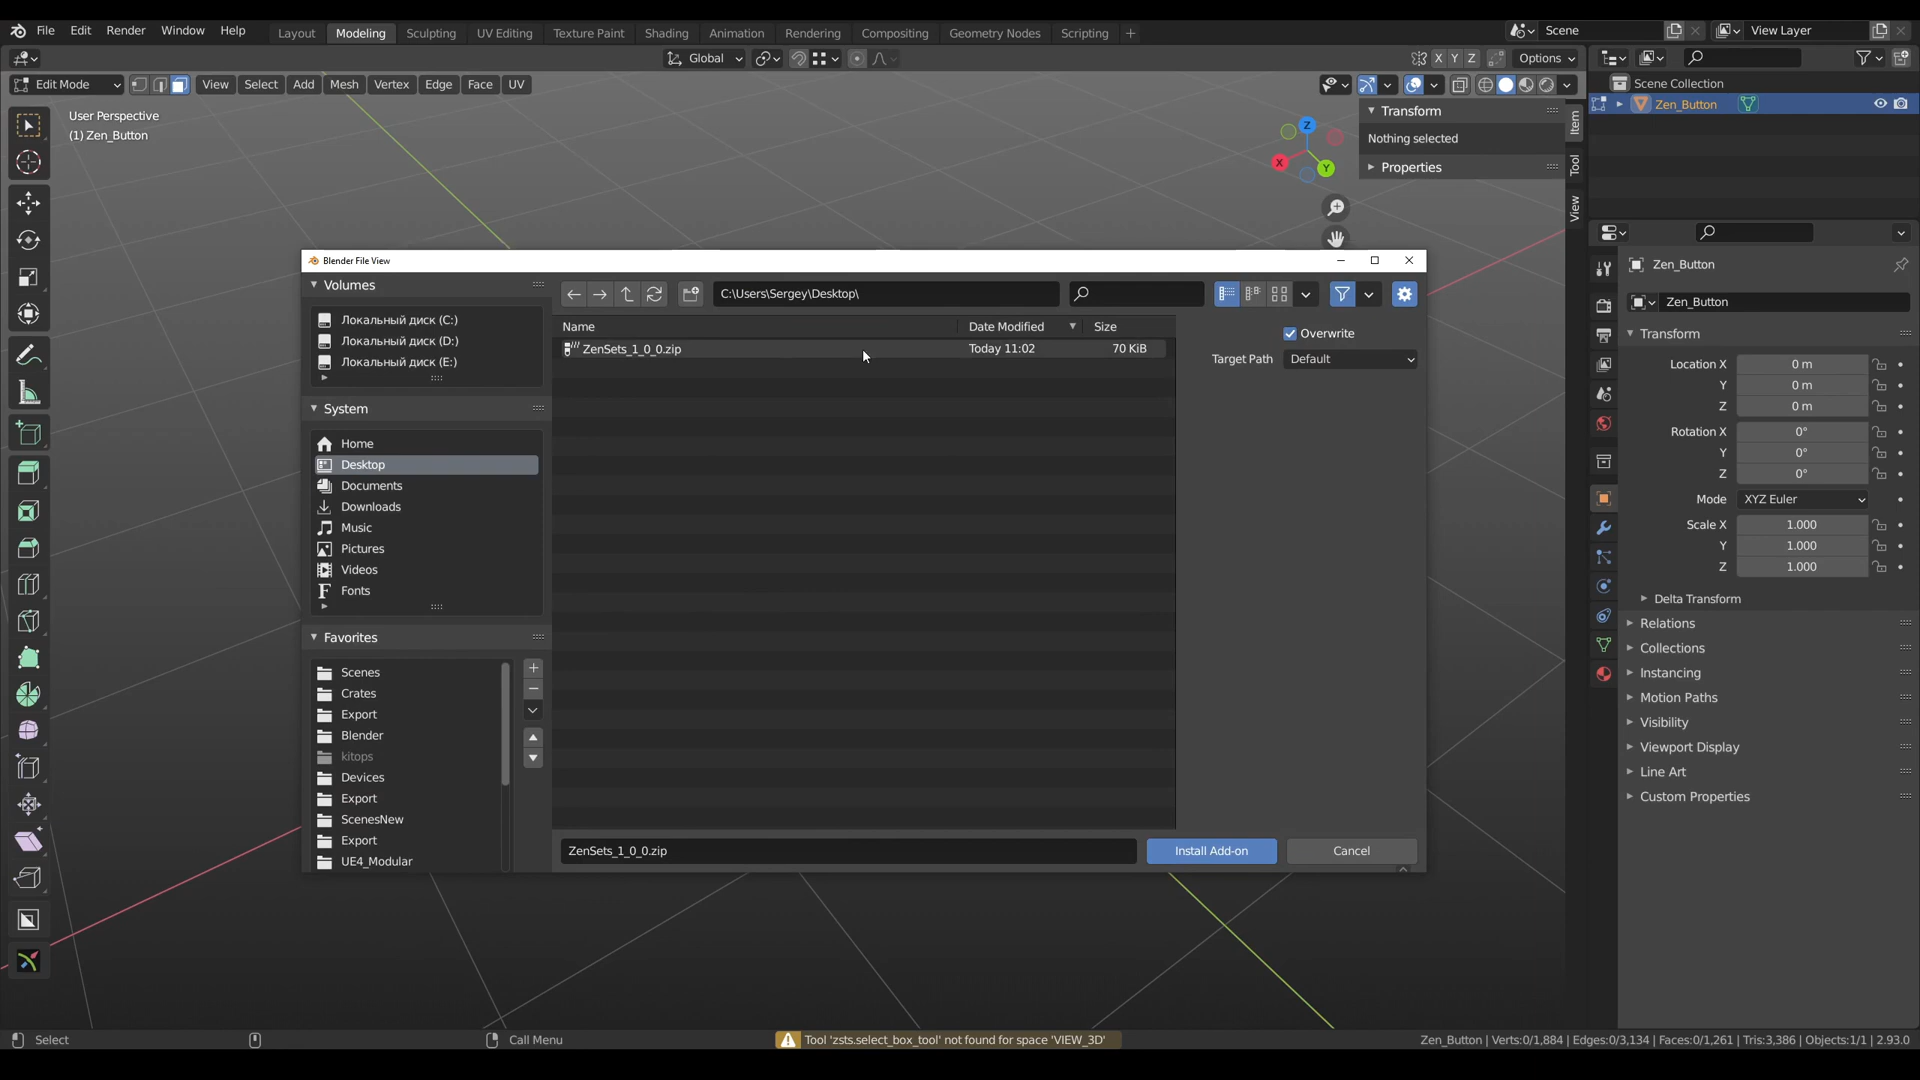 File Edit Render Window Help Layout Modeling Sculpting UV Editing Texture Paint Shading Animation Rendering Compositing Geometry Nodes Scripting + Scene View Layer
Global X Y Z Options
Edit Mode View Select Add Mesh Vertex Edge Face UV
Scene Collection
Zen_Button
User Perspective
(1) Zen_Button
Transform
Nothing selected
Properties
Item
Tool
View
Z
X
Y
Blender File View
Volumes
Локальный диск (C:)
Локальный диск (D:)
Локальный диск (E:)
System
Home
Desktop
Documents
Downloads
Music
Pictures
Videos
Fonts
Favorites
Scenes
Crates
Export
Blender
kitops
Devices
Export
ScenesNew
Export
UE4_Modular
C:\Users\Sergey\Desktop\
Name Date Modified Size
ZenSets_1_0_0.zip Today 11:02 70 KiB
Overwrite
Target Path Default
ZenSets_1_0_0.zip Install Add-on Cancel
Zen_Button
Zen_Button
Transform
Location X 0 m
Y 0 m
Z 0 m
Rotation X 0°
Y 0°
Z 0°
Mode XYZ Euler
Scale X 1.000
Y 1.000
Z 1.000
Delta Transform
Relations
Collections
Instancing
Motion Paths
Visibility
Viewport Display
Line Art
Custom Properties
Select Call Menu Tool 'zsts.select_box_tool' not found for space 'VIEW_3D' Zen_Button | Verts:0/1,884 | Edges:0/3,134 | Faces:0/1,261 | Tris:3,386 | Objects:1/1 | 2.93.0